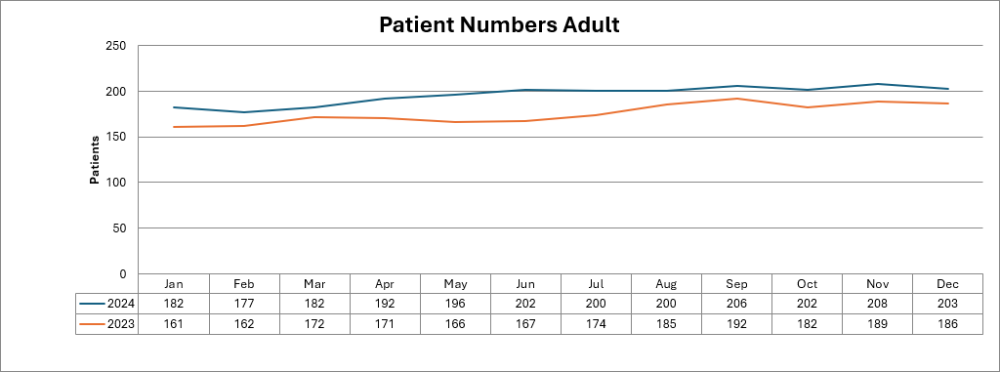 Patient Numbers Adult
250
200
150
100
50
0
Patients
Jan Feb Mar Apr May Jun Jul Aug Sep Oct Nov Dec
2024 182 177 182 192 196 202 200 200 206 202 208 203
2023 161 162 172 171 166 167 174 185 192 182 189 186